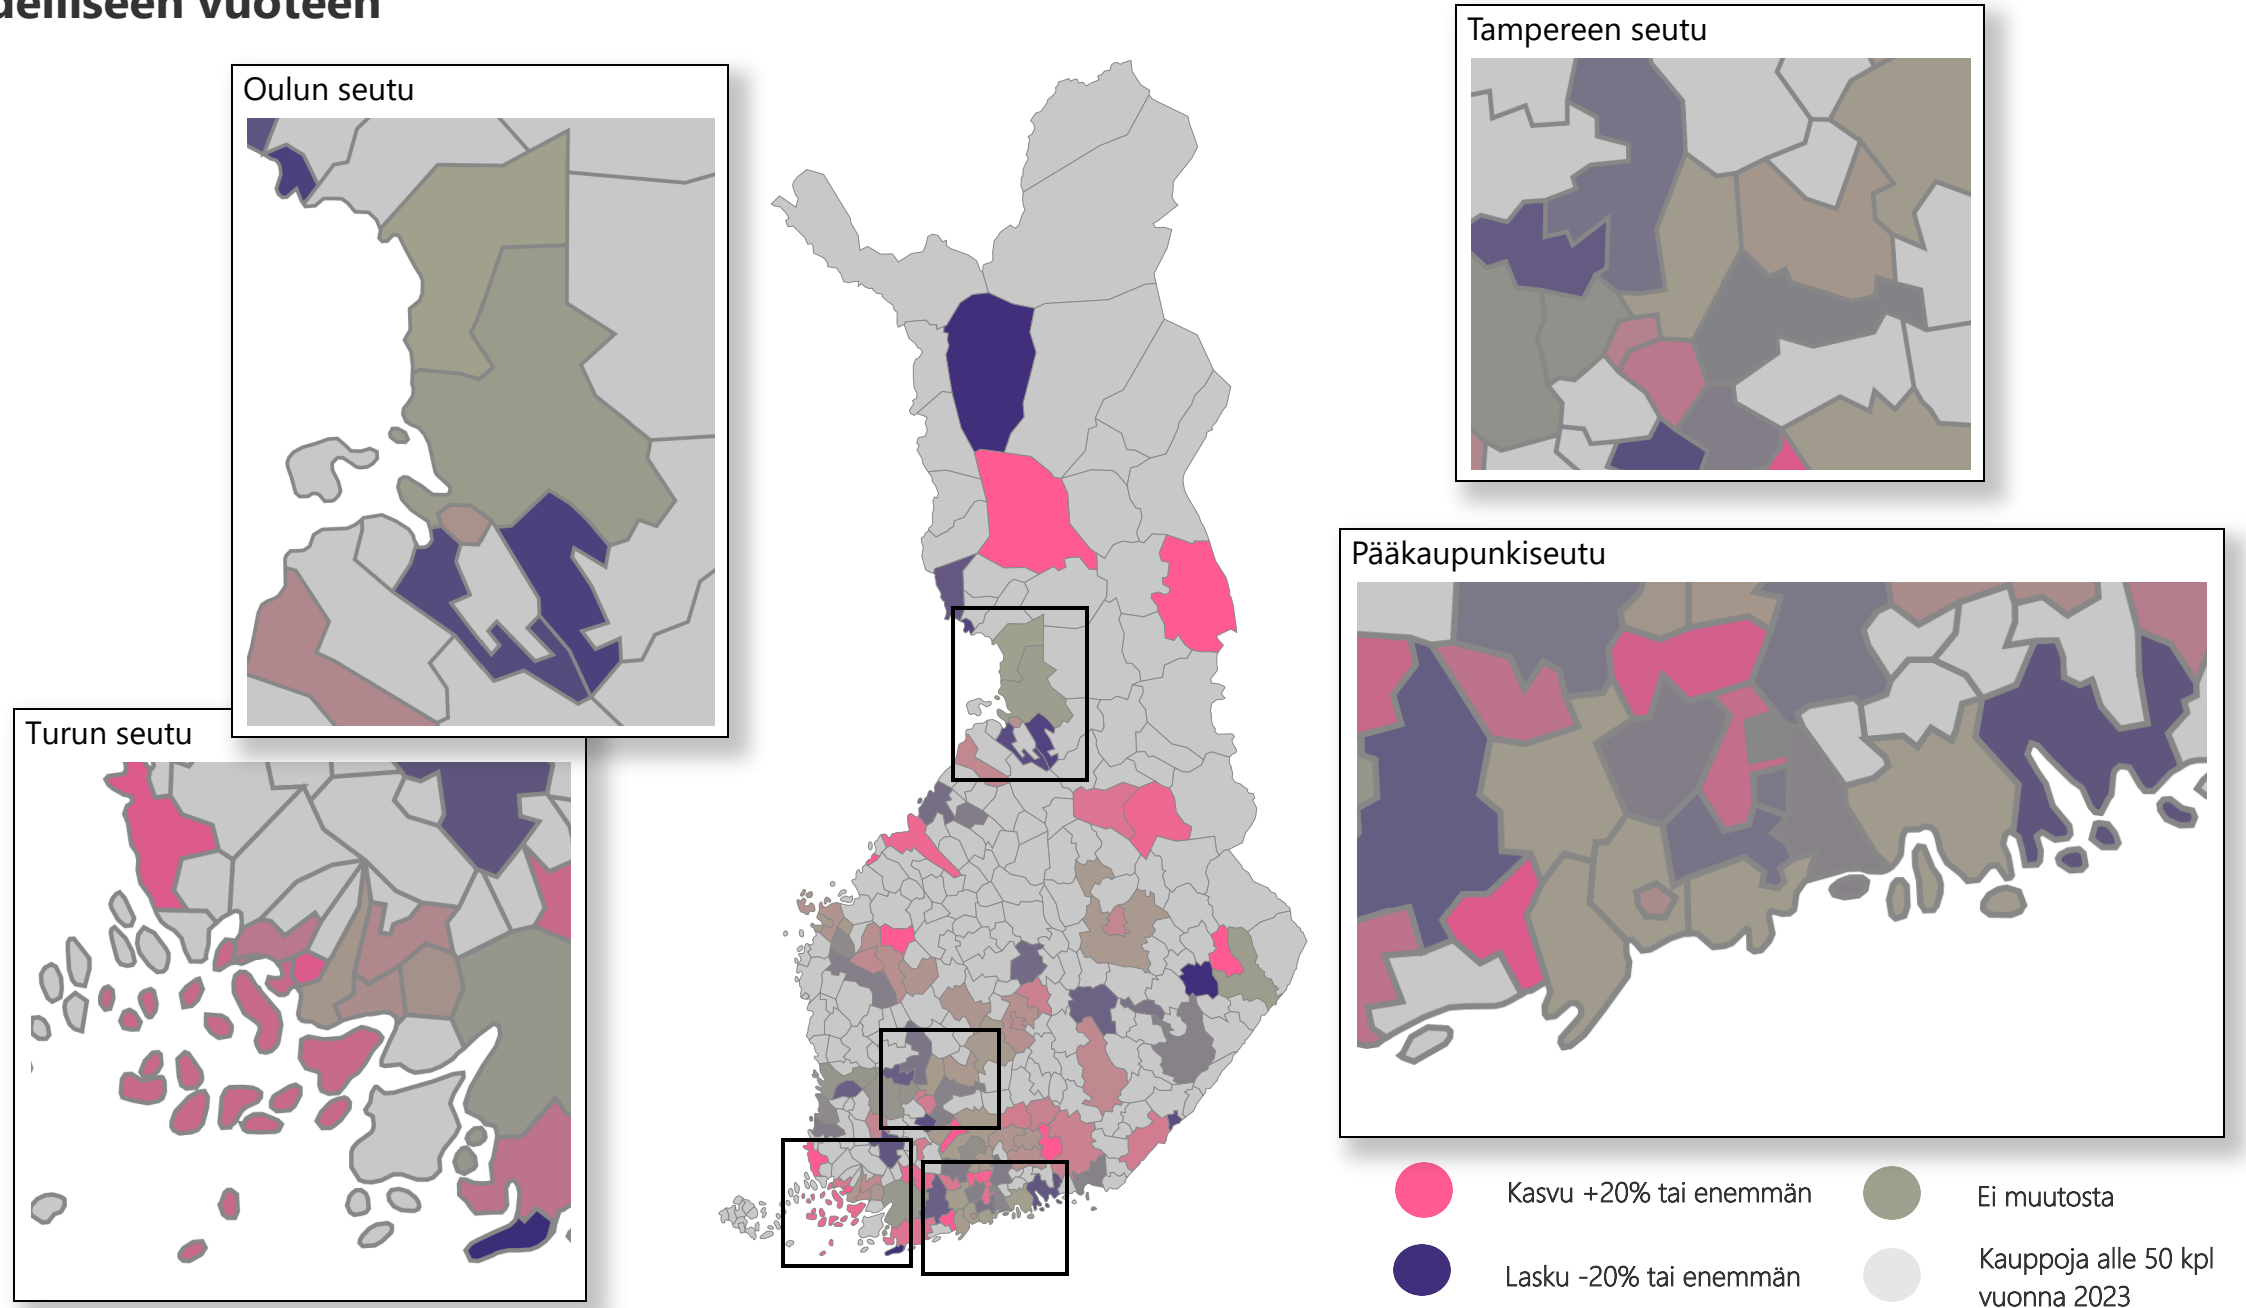 vuoteen
Oulun seutu
Tampereen seutu
Pääkaupunkiseutu
Turun seutu
Kasvu +20% tai enemmän
Ei muutosta
Lasku -20% tai enemmän
Kauppoja alle 50 kpl
vuonna 2023